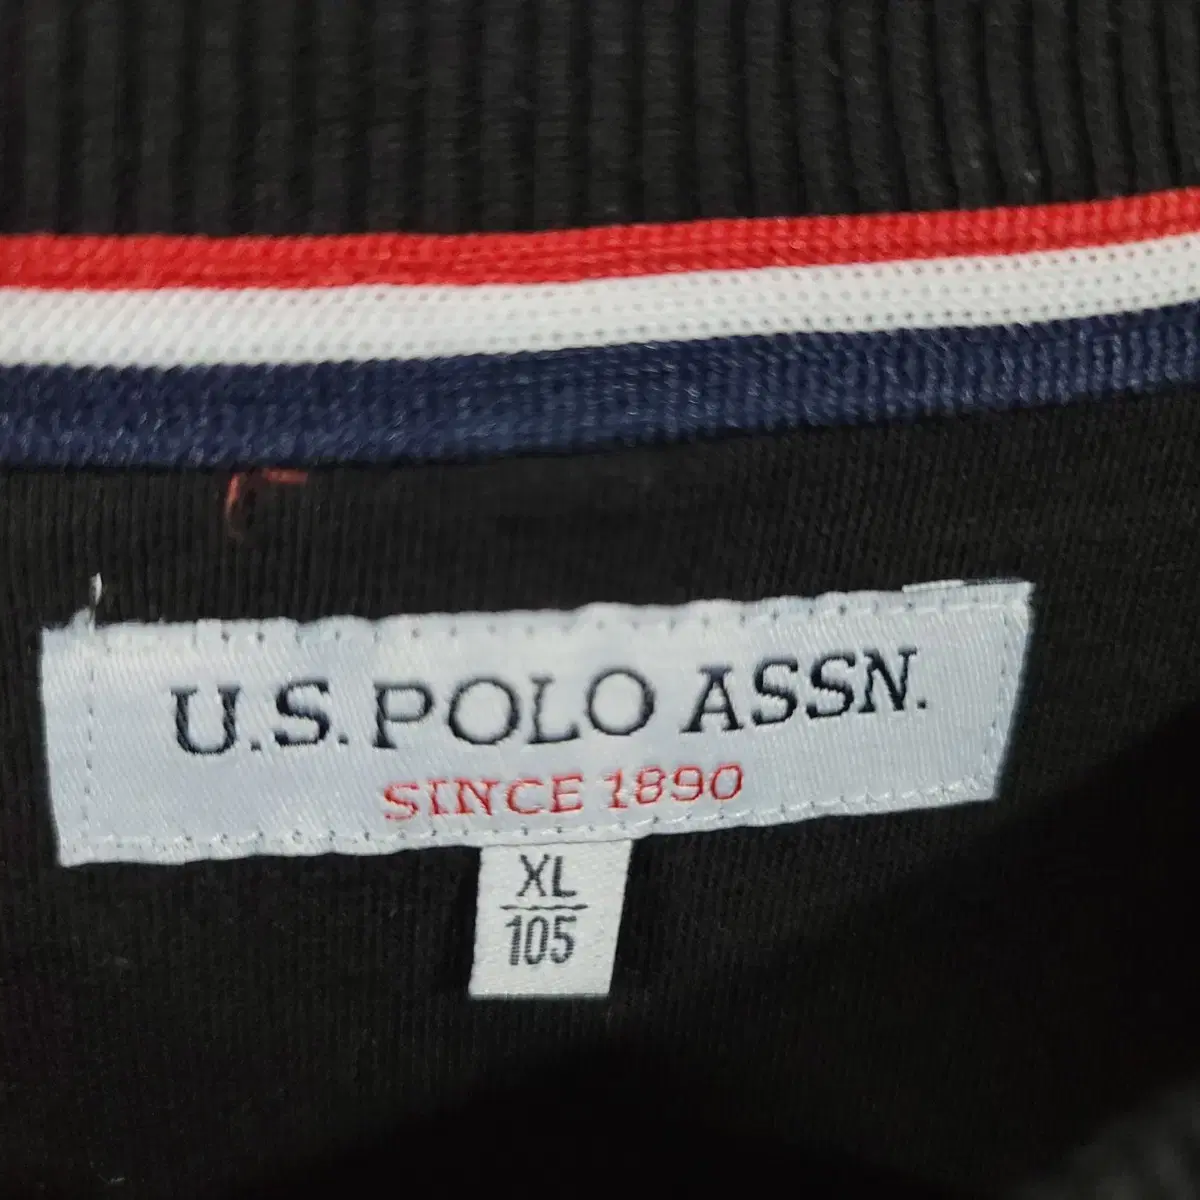 U.S. POLO ASSN.
SINCE 1890
XL
105